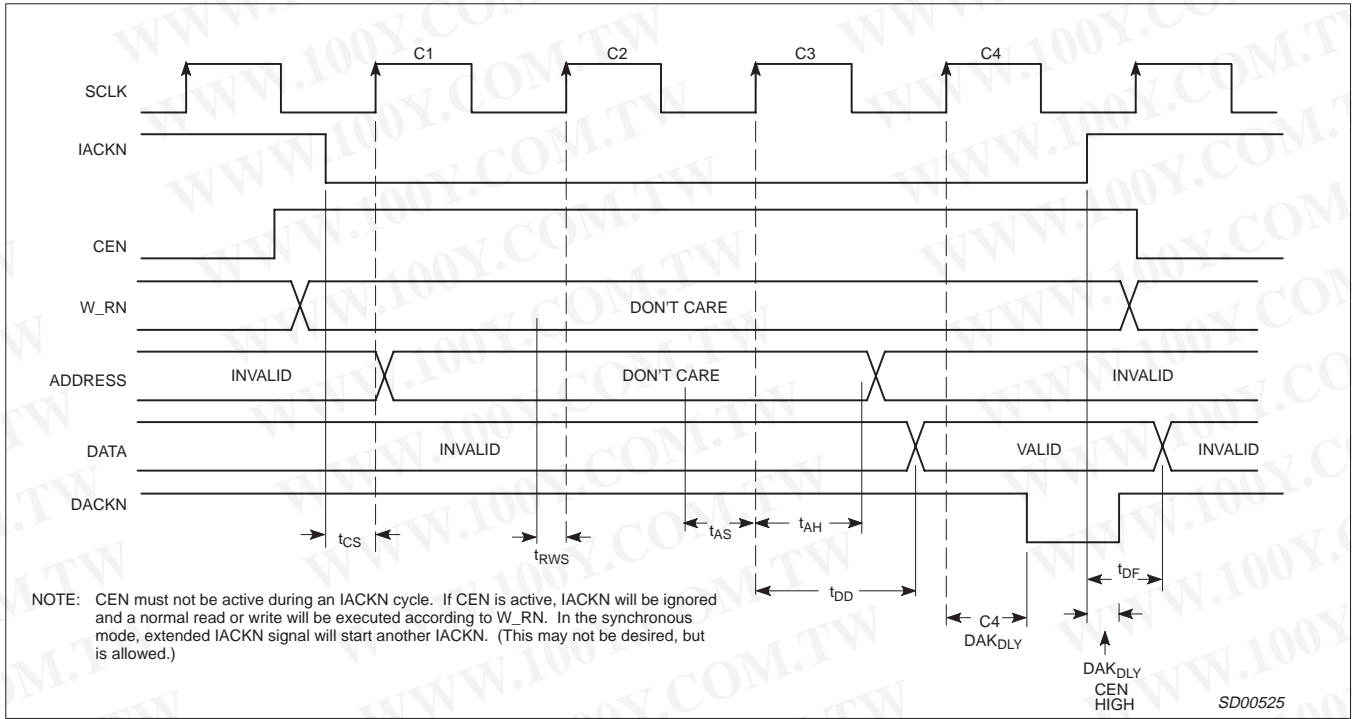 C1 C2 C3 C4
SCLK
IACKN
CEN
W_RN DON'T CARE
ADDRESS INVALID DON'T CARE INVALID
DATA INVALID VALID INVALID
DACKN
tCS tRWS tAS tAH
tDD tDF
C4
DAKDLY
DAKDLY
CEN
HIGH
NOTE: CEN must not be active during an IACKN cycle. If CEN is active, IACKN will be ignored
and a normal read or write will be executed according to W_RN. In the synchronous
mode, extended IACKN signal will start another IACKN. (This may not be desired, but
is allowed.)
SD00525
WWW.100Y.COM.TW